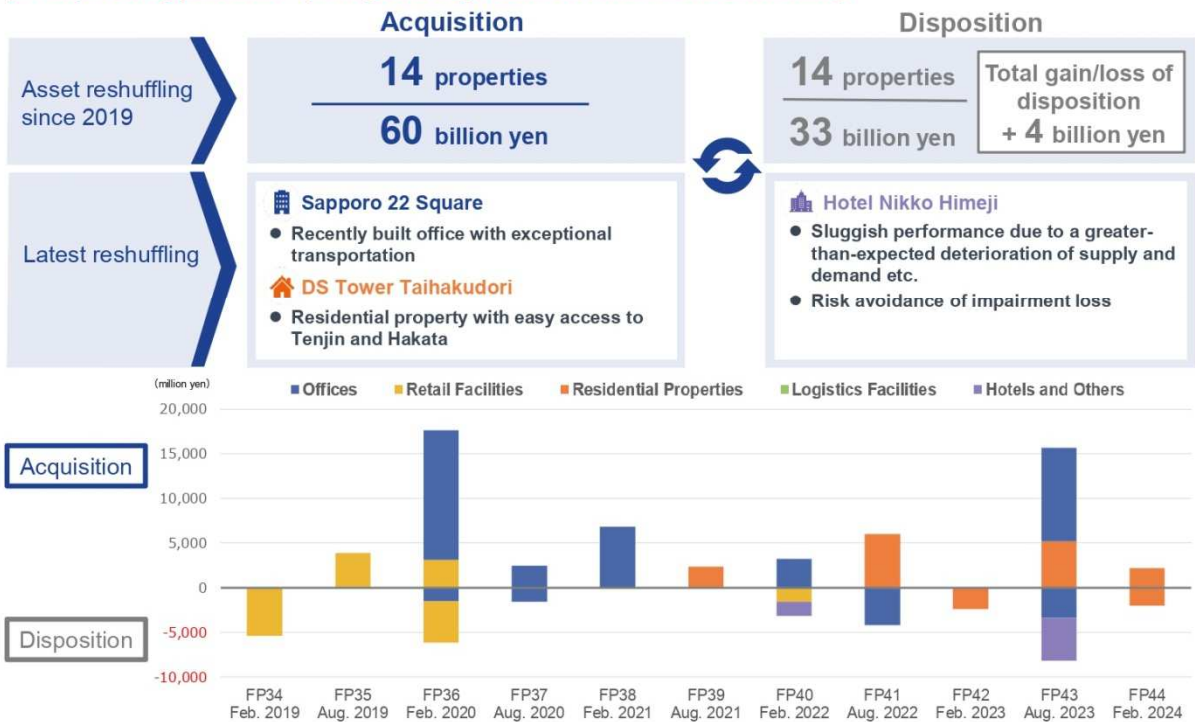 Acquisition
Disposition
Asset reshuffling
since 2019
14 properties
60 billion yen
14 properties
33 billion yen
Total gain/loss of
disposition
+ 4 billion yen
Latest reshuffling
Sapporo 22 Square
● Recently built office with exceptional
transportation
DS Tower Taihakudori
● Residential property with easy access to
Tenjin and Hakata
Hotel Nikko Himeji
● Sluggish performance due to a greater-
than-expected deterioration of supply and
demand etc.
● Risk avoidance of impairment loss
(million yen)
Offices
Retail Facilities
Residential Properties
Logistics Facilities
Hotels and Others
Acquisition
Disposition
20,000
15,000
10,000
5,000
0
-5,000
-10,000
FP34 FP35 FP36 FP37 FP38 FP39 FP40 FP41 FP42 FP43 FP44
Feb. 2019 Aug. 2019 Feb. 2020 Aug. 2020 Feb. 2021 Aug. 2021 Feb. 2022 Aug. 2022 Feb. 2023 Aug. 2023 Feb. 2024